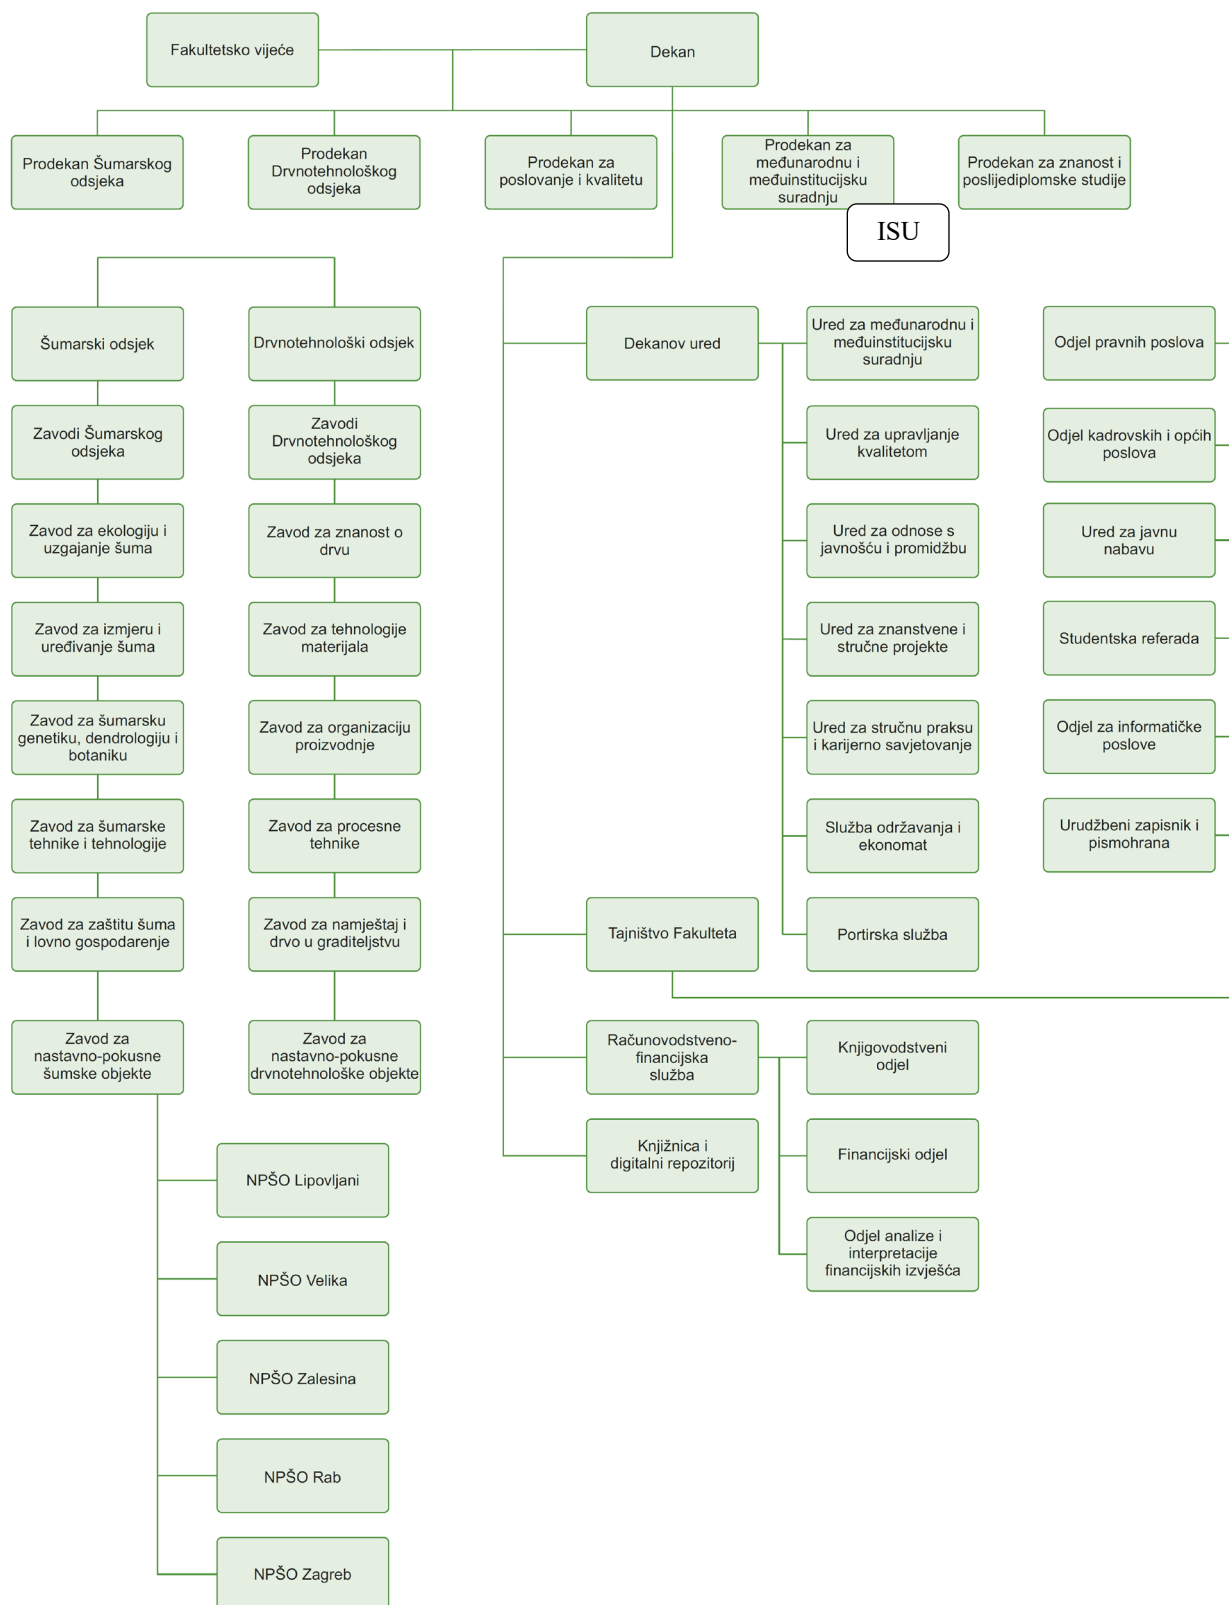 Fakultetsko vijeće
Dekan
Prodekan Šumarskog
odsjeka
Prodekan
Drvnotehnološkog
odsjeka
Prodekan za
poslovanje i kvalitetu
Prodekan za
međunarodnu i
međuinstitucijsku
suradnju
Prodekan za znanost i
poslijediplomske studije
ISU
Šumarski odsjek
Zavodi Šumarskog
odsjeka
Zavod za ekologiju i
uzgajanje šuma
Zavod za izmjeru i
uređivanje šuma
Zavod za šumarsku
genetiku, dendrologiju i
botaniku
Zavod za šumarske
tehnike i tehnologije
Zavod za zaštitu šuma
i lovno gospodarenje
Zavod za
nastavno-pokusne
šumske objekte
NPŠO Lipovljani
NPŠO Velika
NPŠO Zalesina
NPŠO Rab
NPŠO Zagreb
Drvnotehnološki odsjek
Zavodi
Drvnotehnološkog
odsjeka
Zavod za znanost o
drvu
Zavod za tehnologije
materijala
Zavod za organizaciju
proizvodnje
Zavod za procesne
tehnike
Zavod za namještaj i
drvo u graditeljstvu
Zavod za
nastavno-pokusne
drvnotehnološke objekte
Dekanov ured
Ured za međunarodnu i
međuinstitucijsku
suradnju
Ured za upravljanje
kvalitetom
Ured za odnose s
javnošću i promidžbu
Ured za znanstvene i
stručne projekte
Ured za stručnu praksu
i karijerno savjetovanje
Služba održavanja i
ekonomat
Portirska služba
Tajništvo Fakulteta
Odjel pravnih poslova
Odjel kadrovskih i općih
poslova
Ured za javnu
nabavu
Studentska referada
Odjel za informatičke
poslove
Urudžbeni zapisnik i
pismohrana
Računovodstveno-
financijska
služba
Knjigovodstveni
odjel
Financijski odjel
Odjel analize i
interpretacije
financijskih izvješća
Knjižnica i
digitalni repozitorij